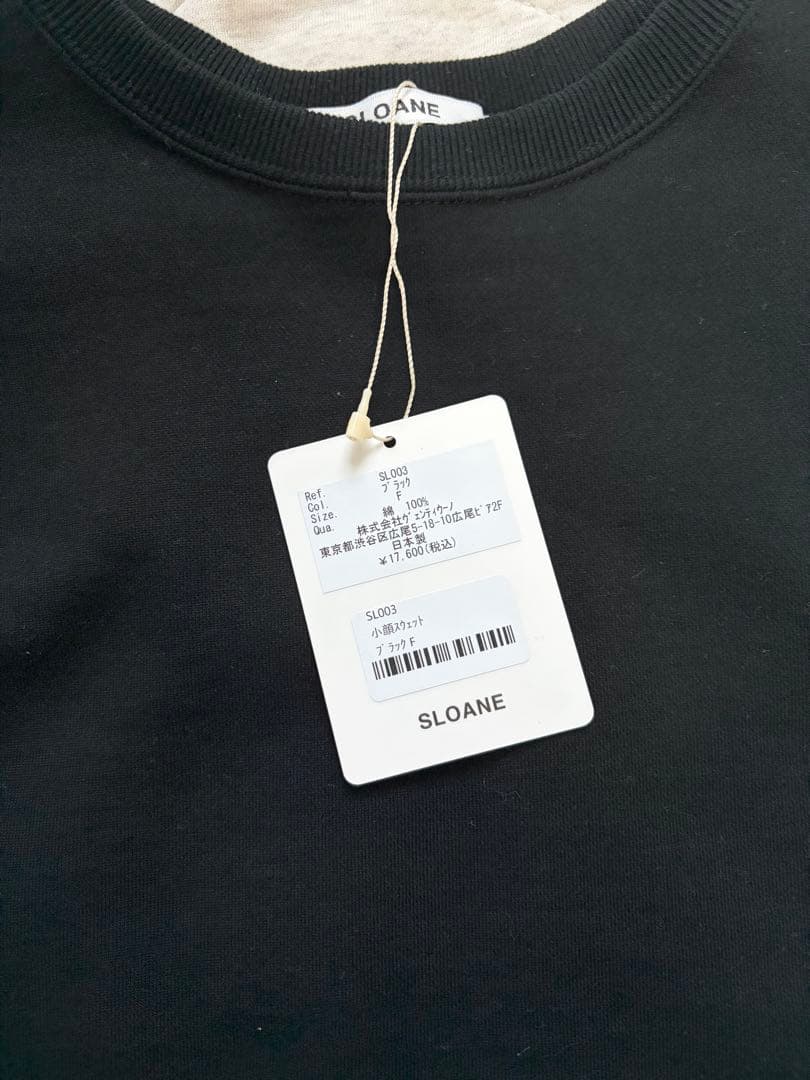 SLOANE
Ref. SL003
Col. ブラック
Size. F
Qua. 綿 100%
株式会社ヴェンティウーノ
東京都渋谷区広尾5-18-10広尾ピア2F
日本製
¥17,600(税込)
SL003
小顔スウェット
ブラック F
SLOANE